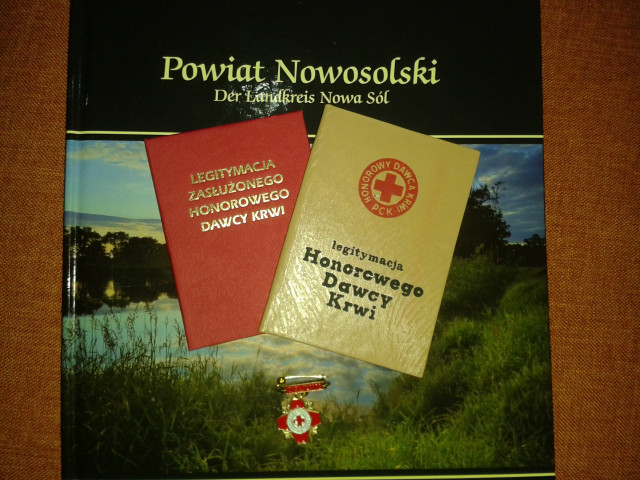 Powiat Nowosolski
Der Landkreis Nowa Sól
LEGITYMACJA
ZASŁUŻONEGO
HONOROWEGO
DAWCY KRWI
HONOROWY DAWCA KRWI
PCK
legitymacja
Honorowego
Dawcy
Krwi